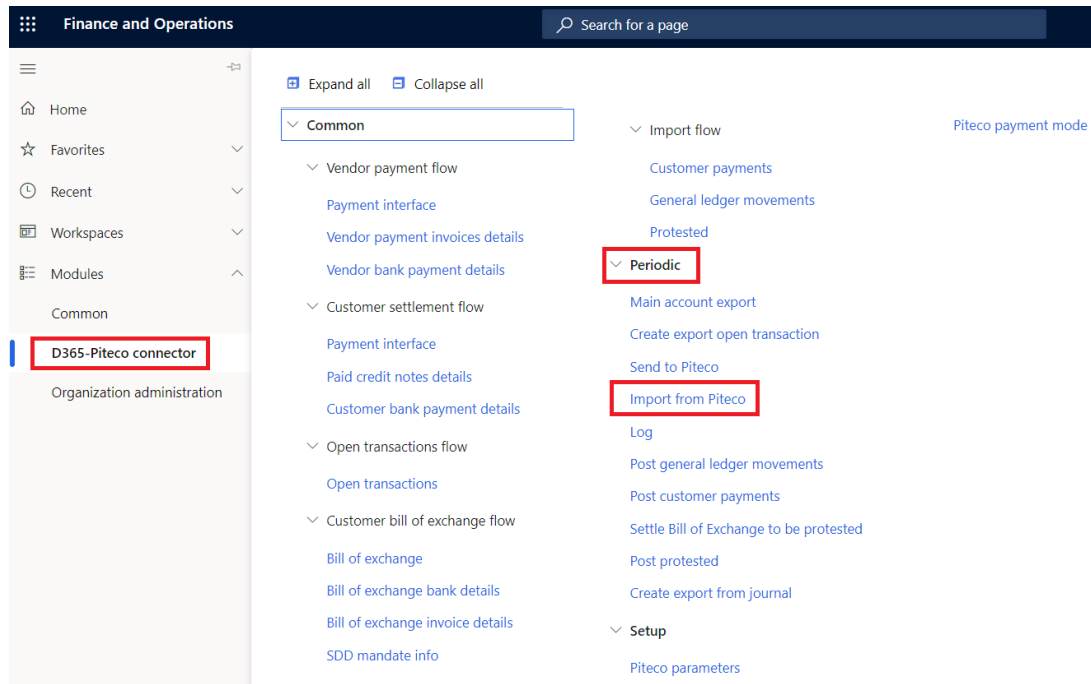 Finance and Operations
Search for a page
Home
Favorites
Recent
Workspaces
Modules
Common
D365-Piteco connector
Organization administration
Expand all
Collapse all
Common
Vendor payment flow
Payment interface
Vendor payment invoices details
Vendor bank payment details
Customer settlement flow
Payment interface
Paid credit notes details
Customer bank payment details
Open transactions flow
Open transactions
Customer bill of exchange flow
Bill of exchange
Bill of exchange bank details
Bill of exchange invoice details
SDD mandate info
Import flow
Customer payments
General ledger movements
Protested
Periodic
Main account export
Create export open transaction
Send to Piteco
Import from Piteco
Log
Post general ledger movements
Post customer payments
Settle Bill of Exchange to be protested
Post protested
Create export from journal
Setup
Piteco parameters
Piteco payment mode